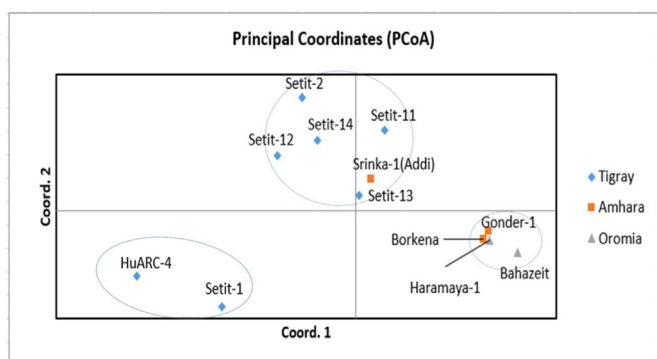 Principal Coordinates (PCoA)
Setit-2
Setit-11
Setit-14
Setit-12
Srinka-1(Addi)
Setit-13
Tigray
Amhara
Oromia
Coord. 2
Gonder-1
Borkena
Haramaya-1
Bahazeit
HuARC-4
Setit-1
Coord. 1